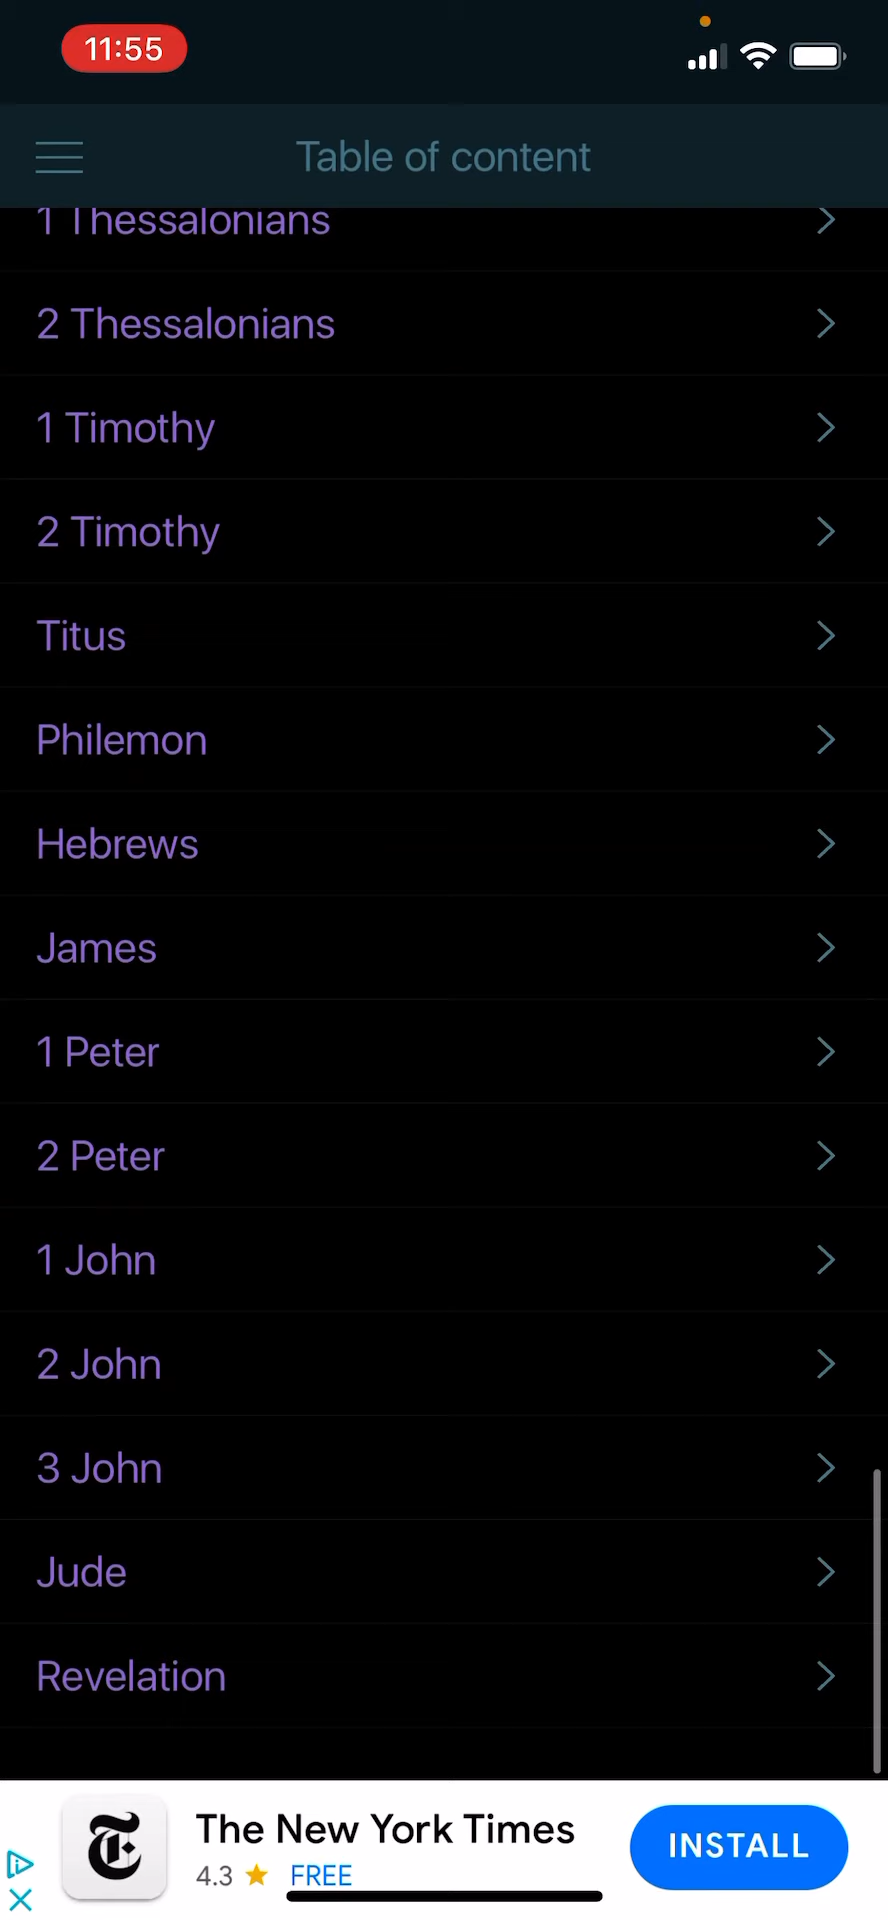 11:55
Table of content
1 Thessalonians
2 Thessalonians
1 Timothy
2 Timothy
Titus
Philemon
Hebrews
James
1 Peter
2 Peter
1 John
2 John
3 John
Jude
Revelation
The New York Times
4.3 ★ FREE
INSTALL